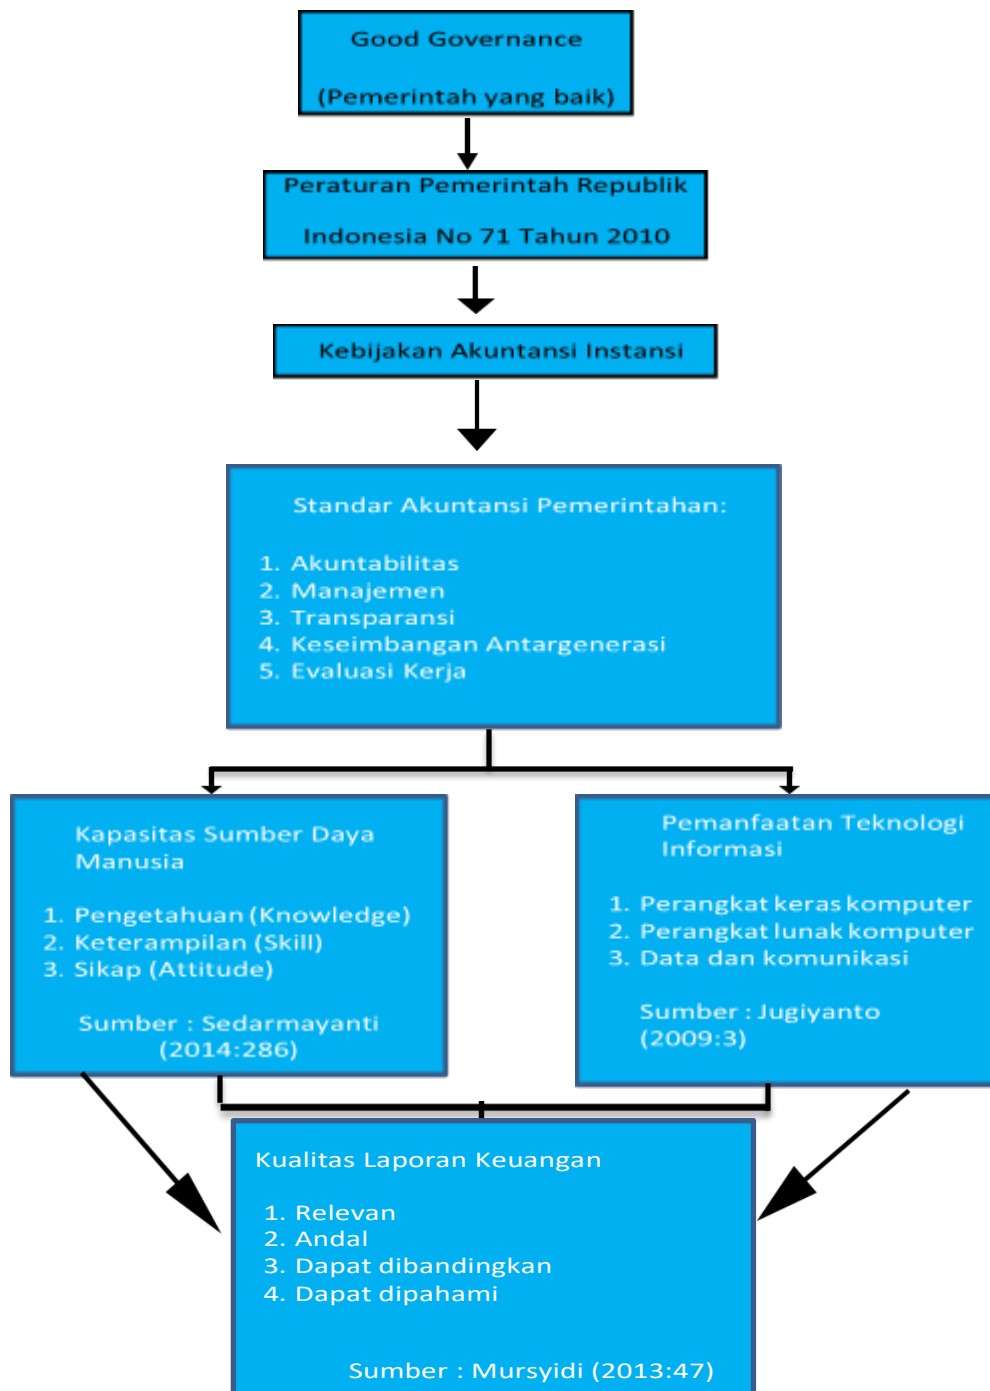 Good Governance
(Pemerintah yang baik)
Peraturan Pemerintah Republik
Indonesia No 71 Tahun 2010
Kebijakan Akuntansi Instansi
Standar Akuntansi Pemerintahan:
1. Akuntabilitas
2. Manajemen
3. Transparansi
4. Keseimbangan Antargenerasi
5. Evaluasi Kerja
Kapasitas Sumber Daya
Manusia
1. Pengetahuan (Knowledge)
2. Keterampilan (Skill)
3. Sikap (Attitude)
Sumber : Sedarmayanti
(2014:286)
Pemanfaatan Teknologi
Informasi
1. Perangkat keras komputer
2. Perangkat lunak komputer
3. Data dan komunikasi
Sumber : Jugiyanto
(2009:3)
Kualitas Laporan Keuangan
1. Relevan
2. Andal
3. Dapat dibandingkan
4. Dapat dipahami
Sumber : Mursyidi (2013:47)